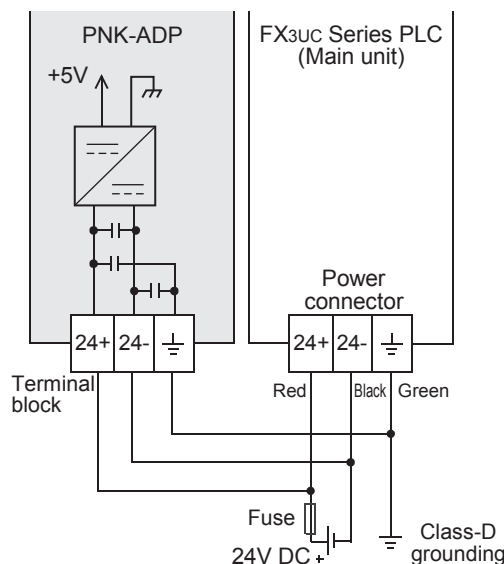 PNK-ADP
FX3UC Series PLC
(Main unit)
+5V
Power
connector
24+ 24-
24+ 24-
Terminal
block
Red Black Green
Fuse
24V DC +
Class-D
grounding